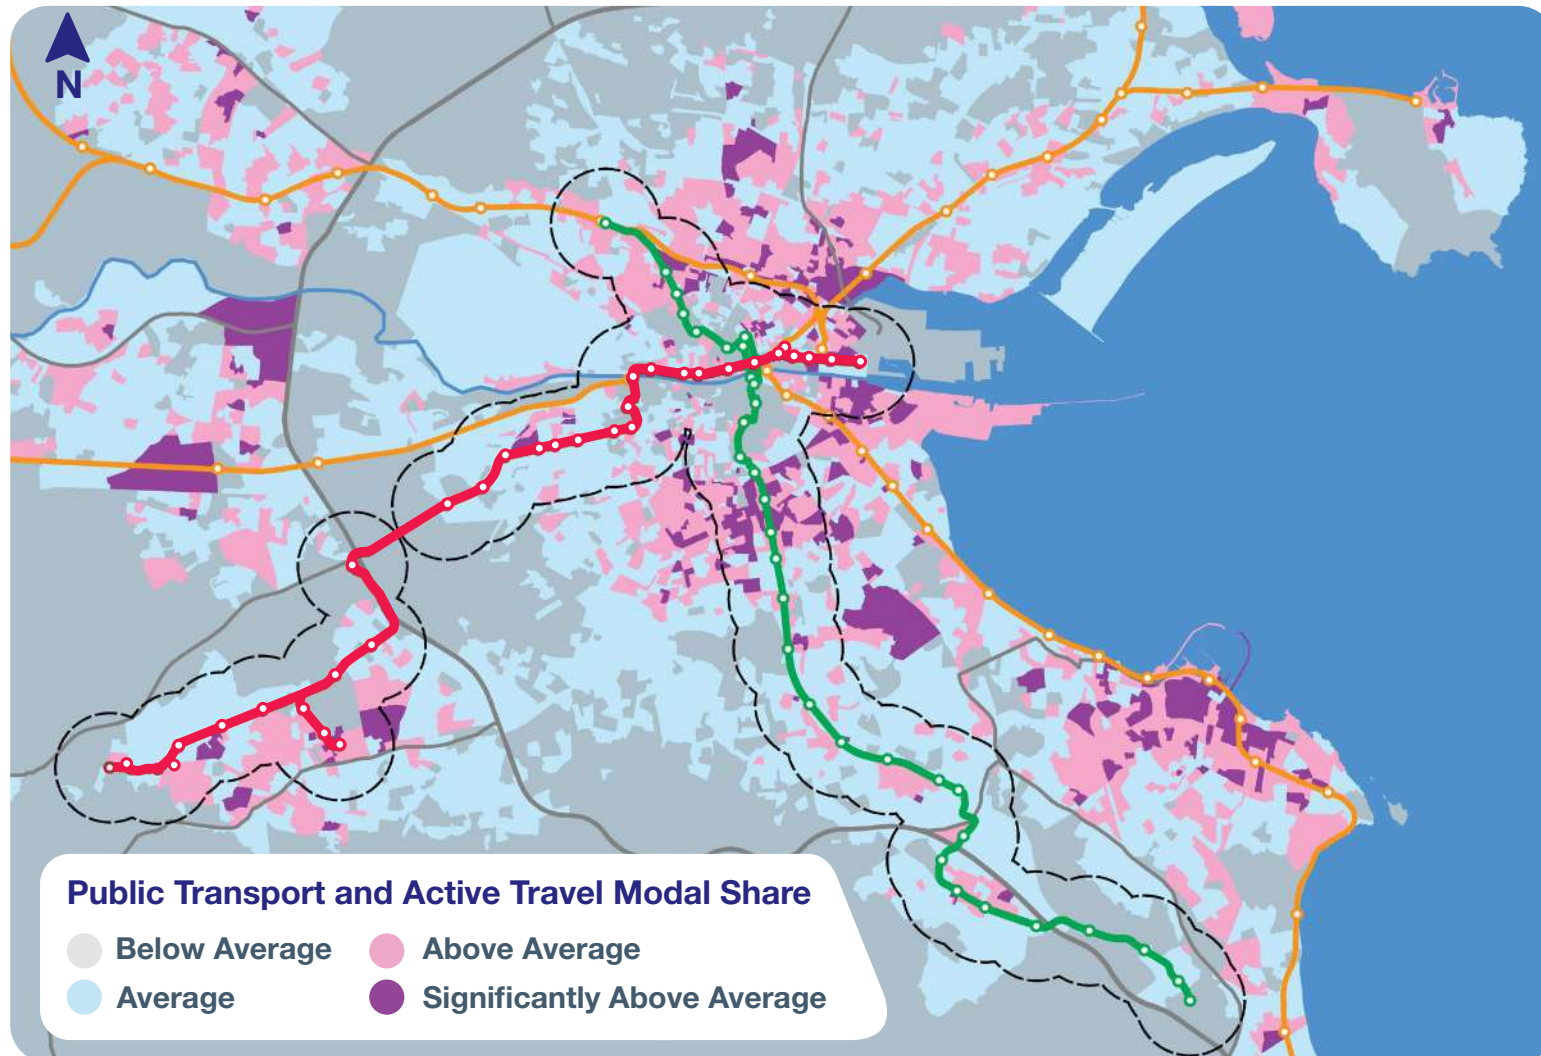 N
Public Transport and Active Travel Modal Share
Below Average
Above Average
Average
Significantly Above Average